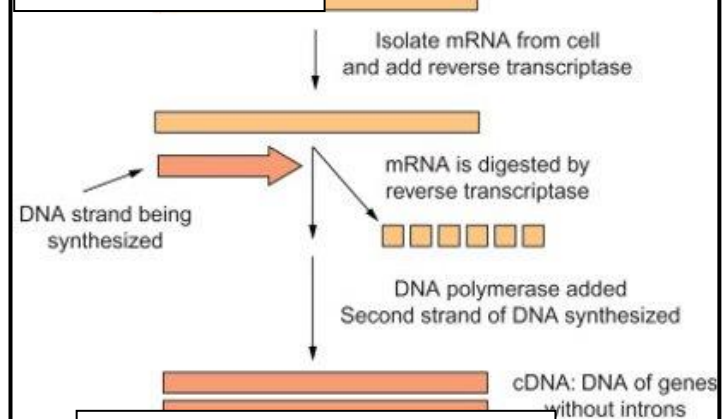 Isolate mRNA from cell
and add reverse transcriptase
mRNA is digested by
reverse transcriptase
DNA strand being
synthesized
DNA polymerase added
Second strand of DNA synthesized
cDNA: DNA of genes
without introns